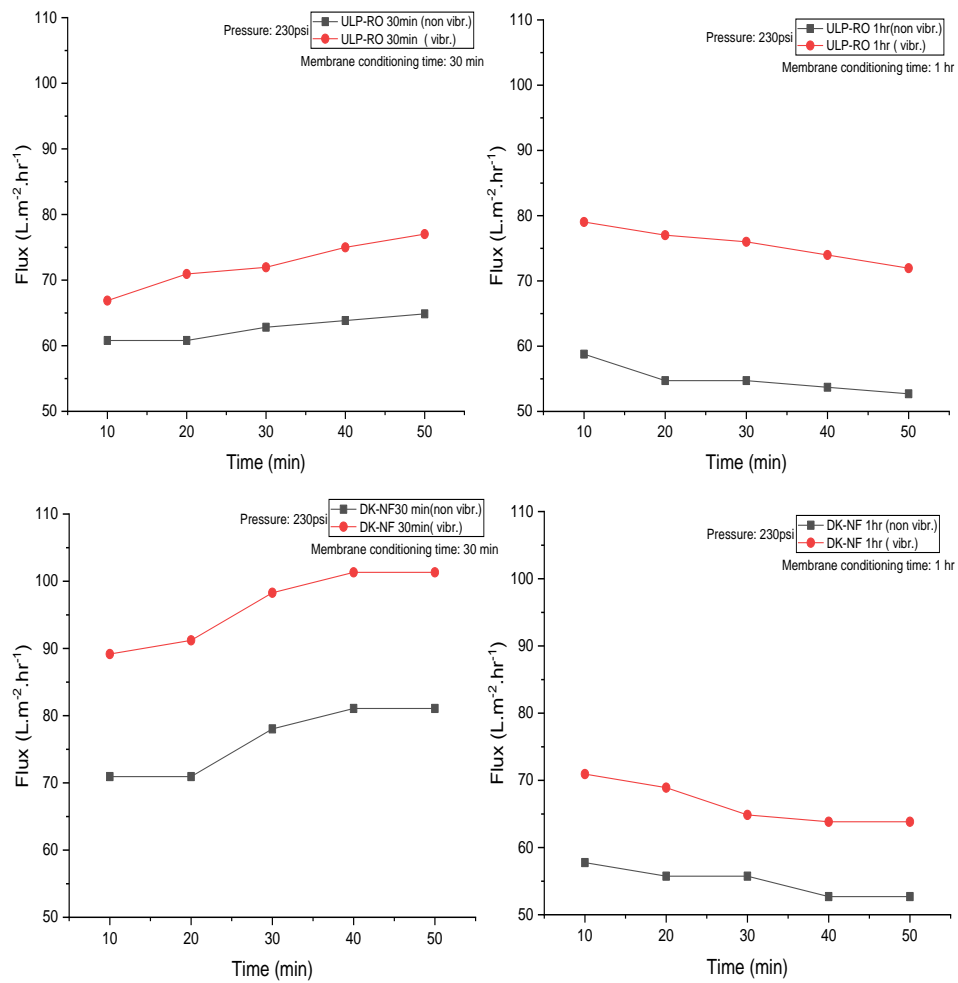 Pressure: 230psi
ULP-RO 30min (non vibr.)
ULP-RO 30min ( vibr.)
Membrane conditioning time: 30 min
110
100
90
80
70
60
50
Flux (L.m⁻².hr⁻¹)
10 20 30 40 50
Time (min)
Pressure: 230psi
ULP-RO 1hr(non vibr.)
ULP-RO 1hr ( vibr.)
Membrane conditioning time: 1 hr
110
100
90
80
70
60
50
Flux (L.m⁻².hr⁻¹)
10 20 30 40 50
Time (min)
Pressure: 230psi
DK-NF30 min(non vibr.)
DK-NF 30min( vibr.)
Membrane conditioning time: 30 min
110
100
90
80
70
60
50
Flux (L.m⁻².hr⁻¹)
10 20 30 40 50
Time (min)
Pressure: 230psi
DK-NF 1hr (non vibr.)
DK-NF 1hr ( vibr.)
Membrane conditioning time: 1 hr
110
100
90
80
70
60
50
Flux (L.m⁻².hr⁻¹)
10 20 30 40 50
Time (min)